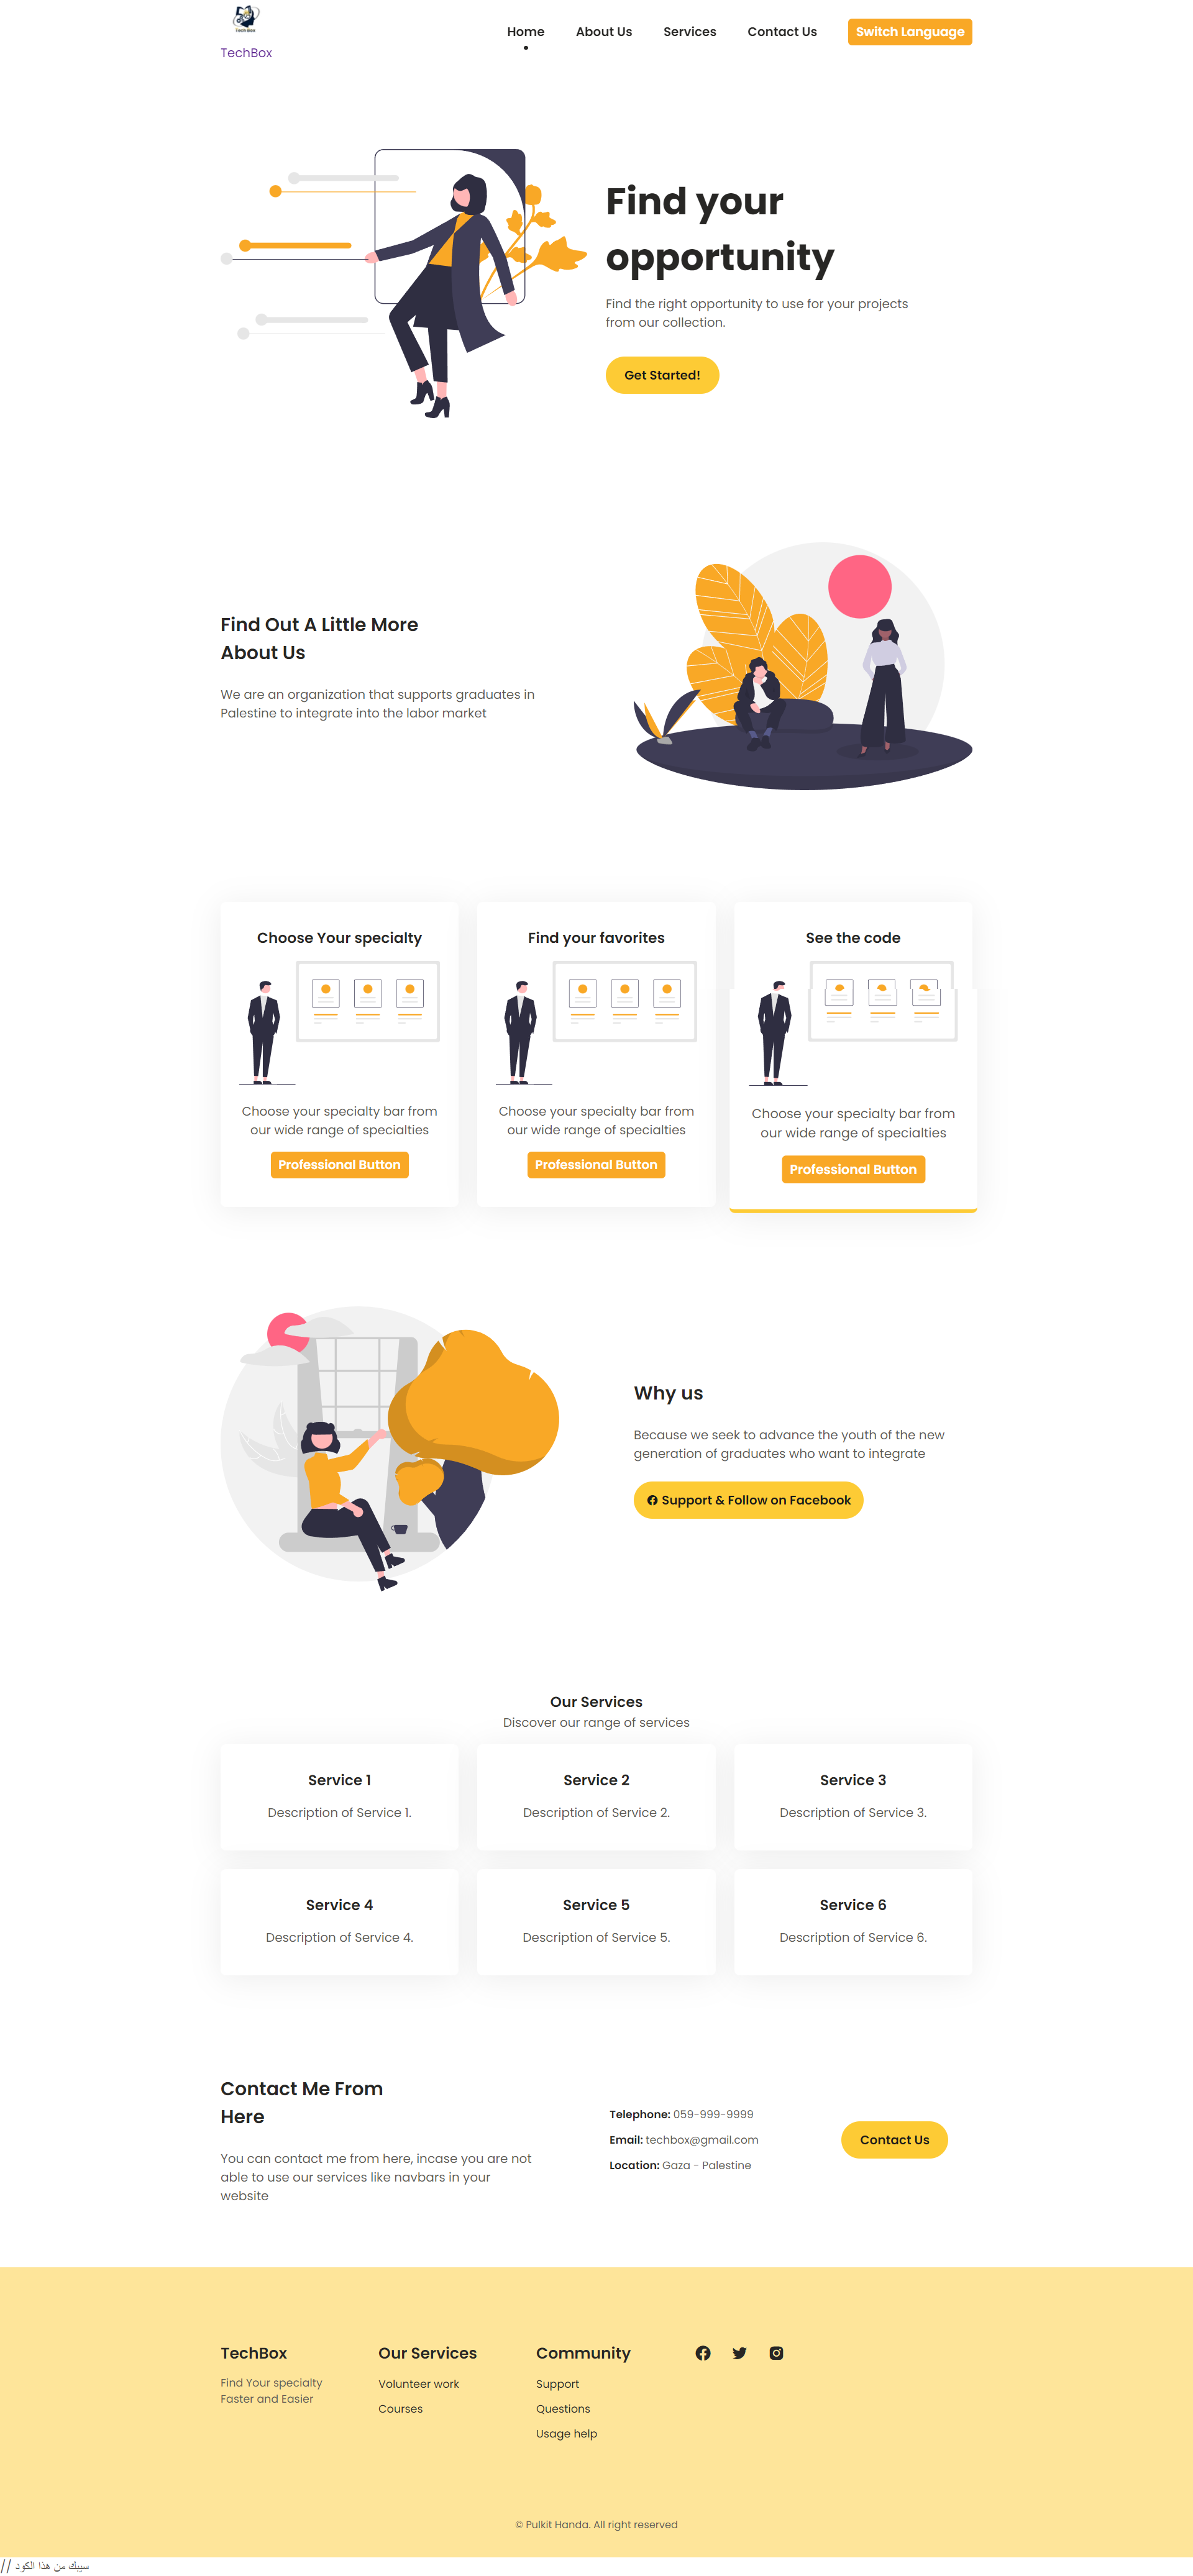 Tech-Box
TechBox
Home
About Us
Services
Contact Us
Switch Language
Find your
opportunity
Find the right opportunity to use for your projects
from our collection.
Get Started!
Find Out A Little More
About Us
We are an organization that supports graduates in
Palestine to integrate into the labor market
Choose Your specialty
Choose your specialty bar from
our wide range of specialties
Professional Button
Find your favorites
Choose your specialty bar from
our wide range of specialties
Professional Button
See the code
Choose your specialty bar from
our wide range of specialties
Professional Button
Why us
Because we seek to advance the youth of the new
generation of graduates who want to integrate
Support & Follow on Facebook
Our Services
Discover our range of services
Service 1
Description of Service 1.
Service 2
Description of Service 2.
Service 3
Description of Service 3.
Service 4
Description of Service 4.
Service 5
Description of Service 5.
Service 6
Description of Service 6.
Contact Me From
Here
You can contact me from here, incase you are not
able to use our services like navbars in your
website
Telephone: 059-999-9999
Email: techbox@gmail.com
Location: Gaza - Palestine
Contact Us
TechBox
Find Your specialty
Faster and Easier
Our Services
Volunteer work
Courses
Community
Support
Questions
Usage help
© Pulkit Handa. All right reserved
// سيبك من هذا الكود